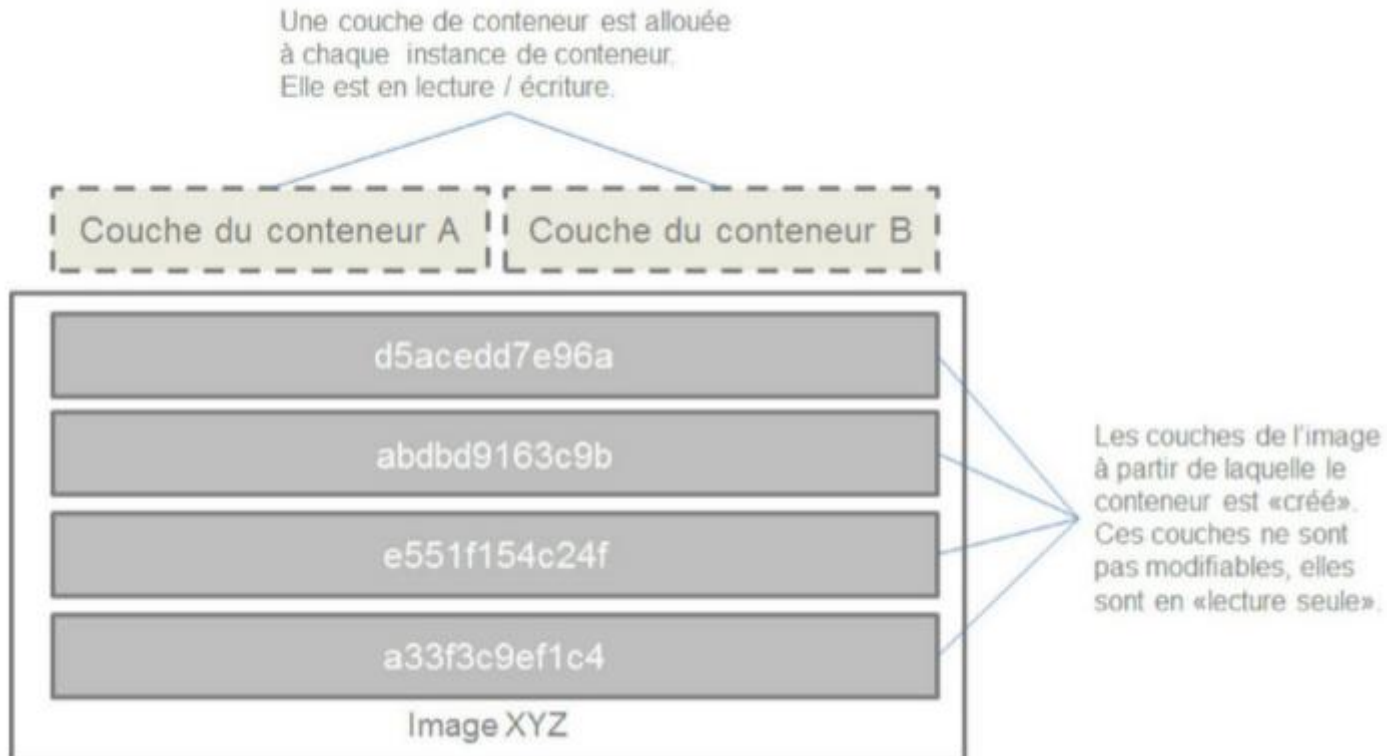 Une couche de conteneur est allouée
à chaque instance de conteneur.
Elle est en lecture / écriture.
Couche du conteneur A
Couche du conteneur B
d5acedd7e96a
abdbd9163c9b
e551f154c24f
a33f3c9ef1c4
Image XYZ
Les couches de l'image
à partir de laquelle le
conteneur est «créé».
Ces couches ne sont
pas modifiables, elles
sont en «lecture seule».